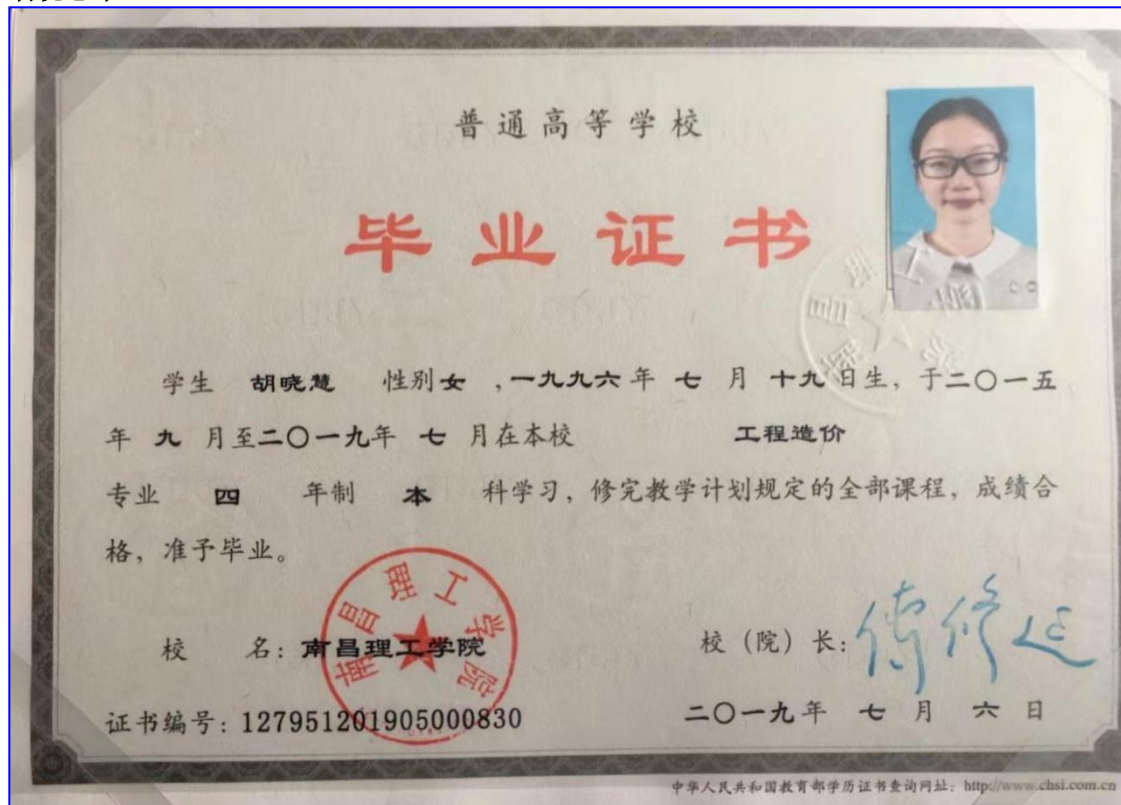 普通高等学校
毕业证书
学生 胡晓慧 性别女 ,一九九六年 七 月 十九日生, 于二〇一五
年 九 月至二〇一九年 七 月在本校 工程造价
专业 四 年制 本 科学习, 修完教学计划规定的全部课程, 成绩合
格, 准予毕业。
南昌理工学院
校 名: 南昌理工学院 校 (院) 长:
证书编号: 127951201905000830 二〇一九年 七 月 六 日
中华人民共和国教育部学历证书查询网址: http://www.chsi.com.cn